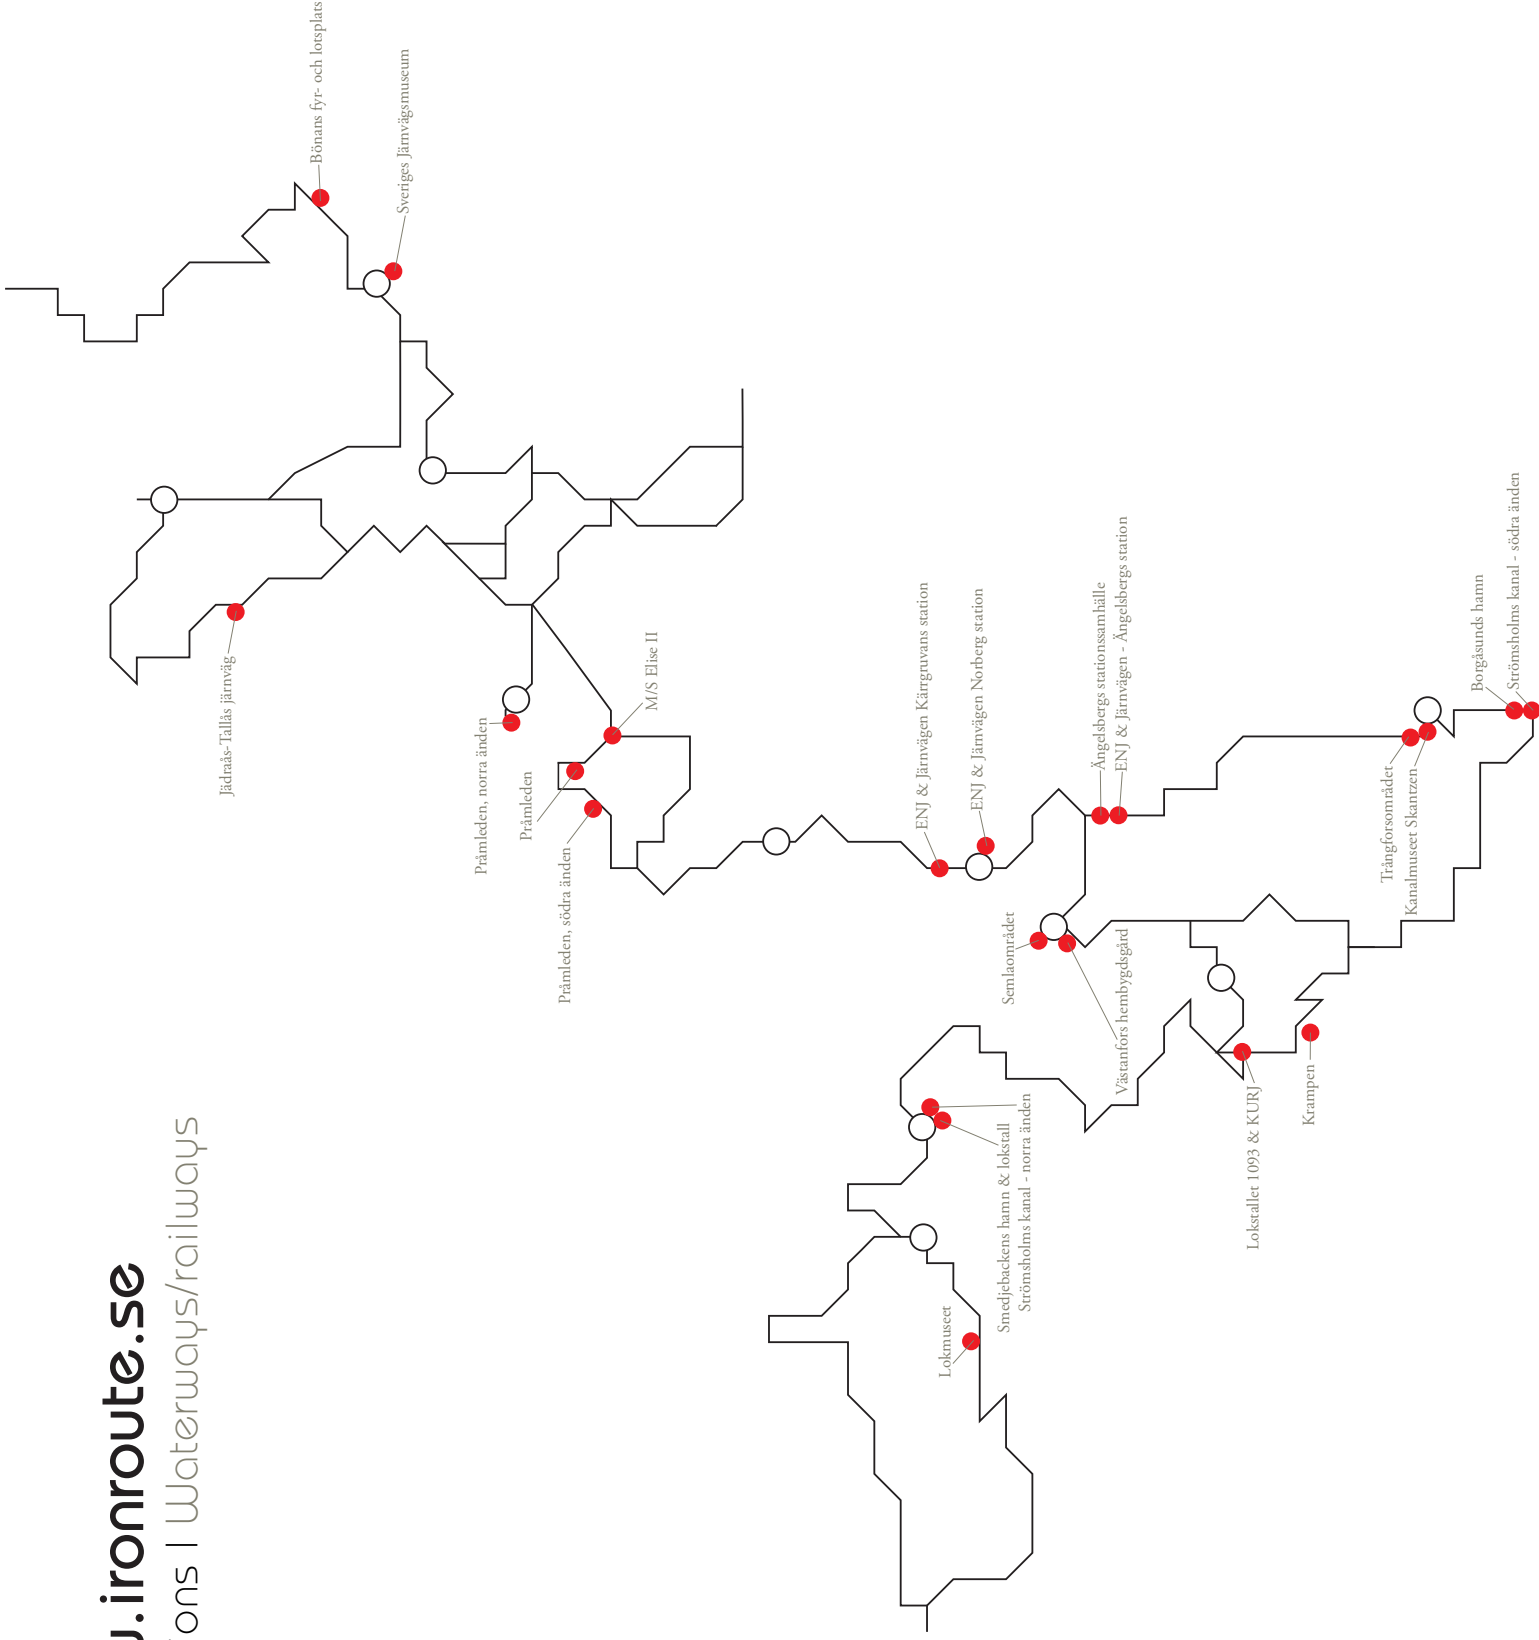 .ironroute.se
ons | Waterways/railways
Bönans fyr- och lotsplats
Sveriges Järnvägsmuseum
Jädraås-Tallås järnväg
Pråmleden, norra änden
Pråmleden
Pråmleden, södra änden
M/S Elise II
ENJ & Järnvägen Kärrgruvans station
ENJ & Järnvägen Norberg station
Ängelsbergs stationssamhälle
ENJ & Järnvägen - Ängelsbergs station
Semlaområdet
Västanfors hembygdsgård
Smedjebackens hamn & lokstall
Strömsholms kanal - norra änden
Lokmuseet
Lokstallet 1093 & KURJ
Krampen
Trångforsområdet
Kanalmuseet Skantzen
Borgåsunds hamn
Strömsholms kanal - södra änden